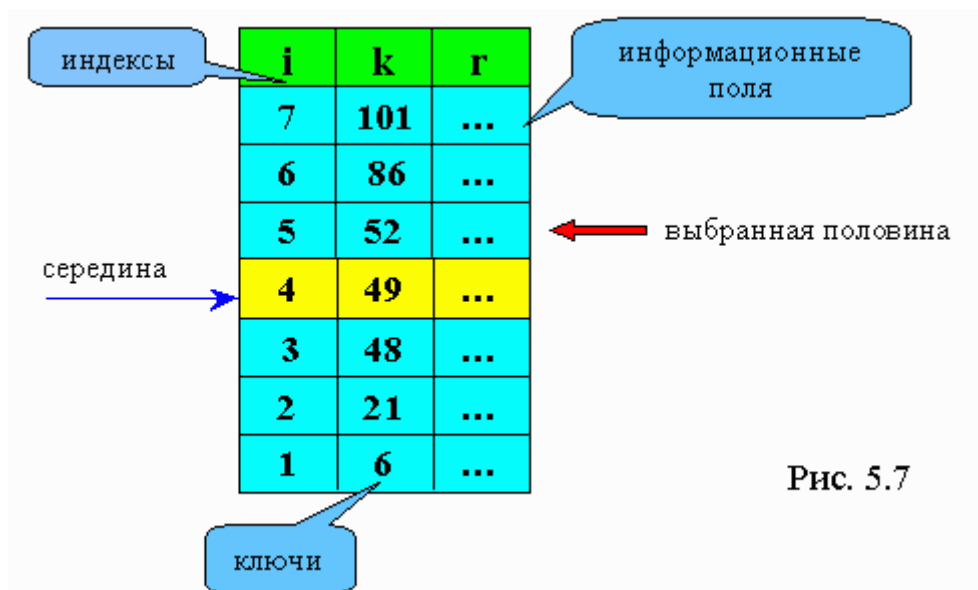 индексы
i k r
информационные
поля
7 101 ...
6 86 ...
5 52 ...
выбранная половина
середина
4 49 ...
3 48 ...
2 21 ...
1 6 ...
Рис. 5.7
ключи